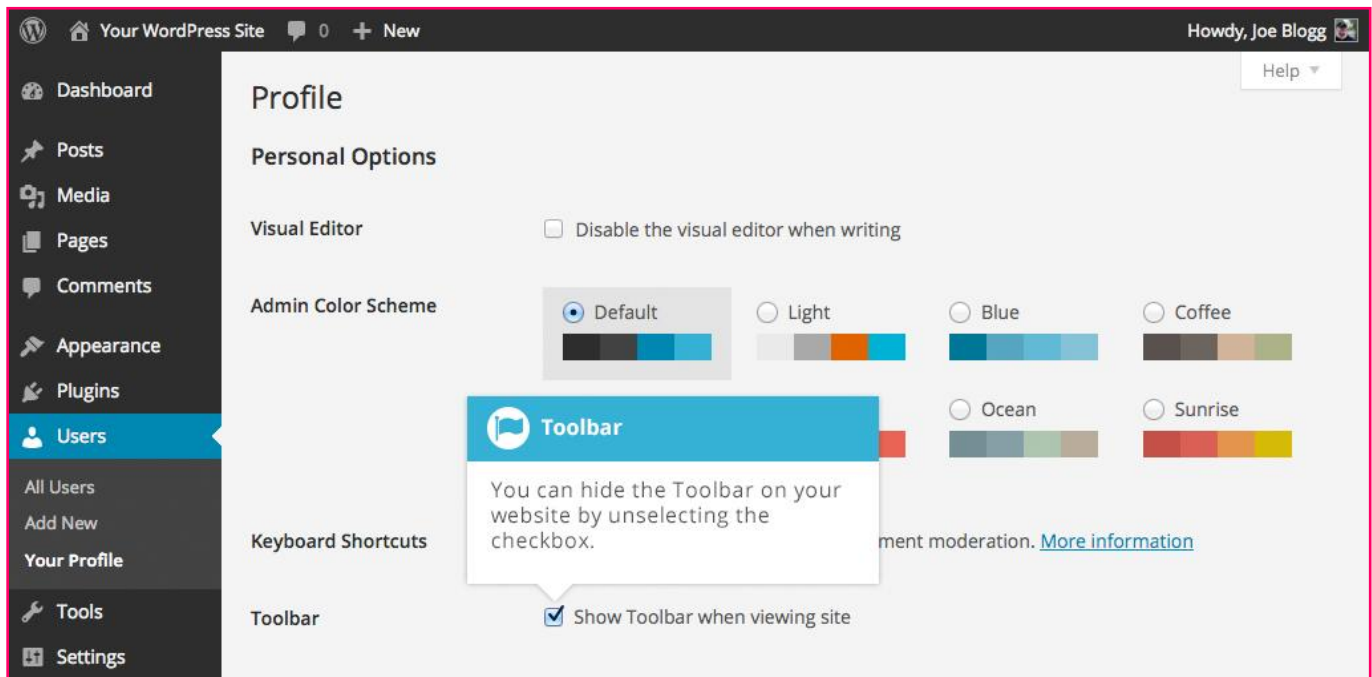 Your WordPress Site 0 + New Howdy, Joe Blogg
Help
Dashboard
Posts
Media
Pages
Comments
Appearance
Plugins
Users
All Users
Add New
Your Profile
Tools
Settings
Profile
Personal Options
Visual Editor Disable the visual editor when writing
Admin Color Scheme Default Light Blue Coffee
Ocean Sunrise
Toolbar
You can hide the Toolbar on your
website by unselecting the
checkbox.
Keyboard Shortcuts ment moderation. More information
Toolbar Show Toolbar when viewing site